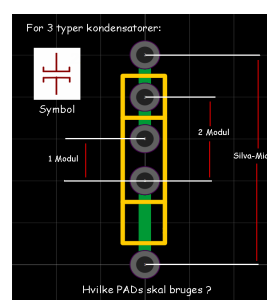 For 3 typer kondensatorer:
Symbol
2 Modul
1 Modul
Hvilke PADs skal bruges ?